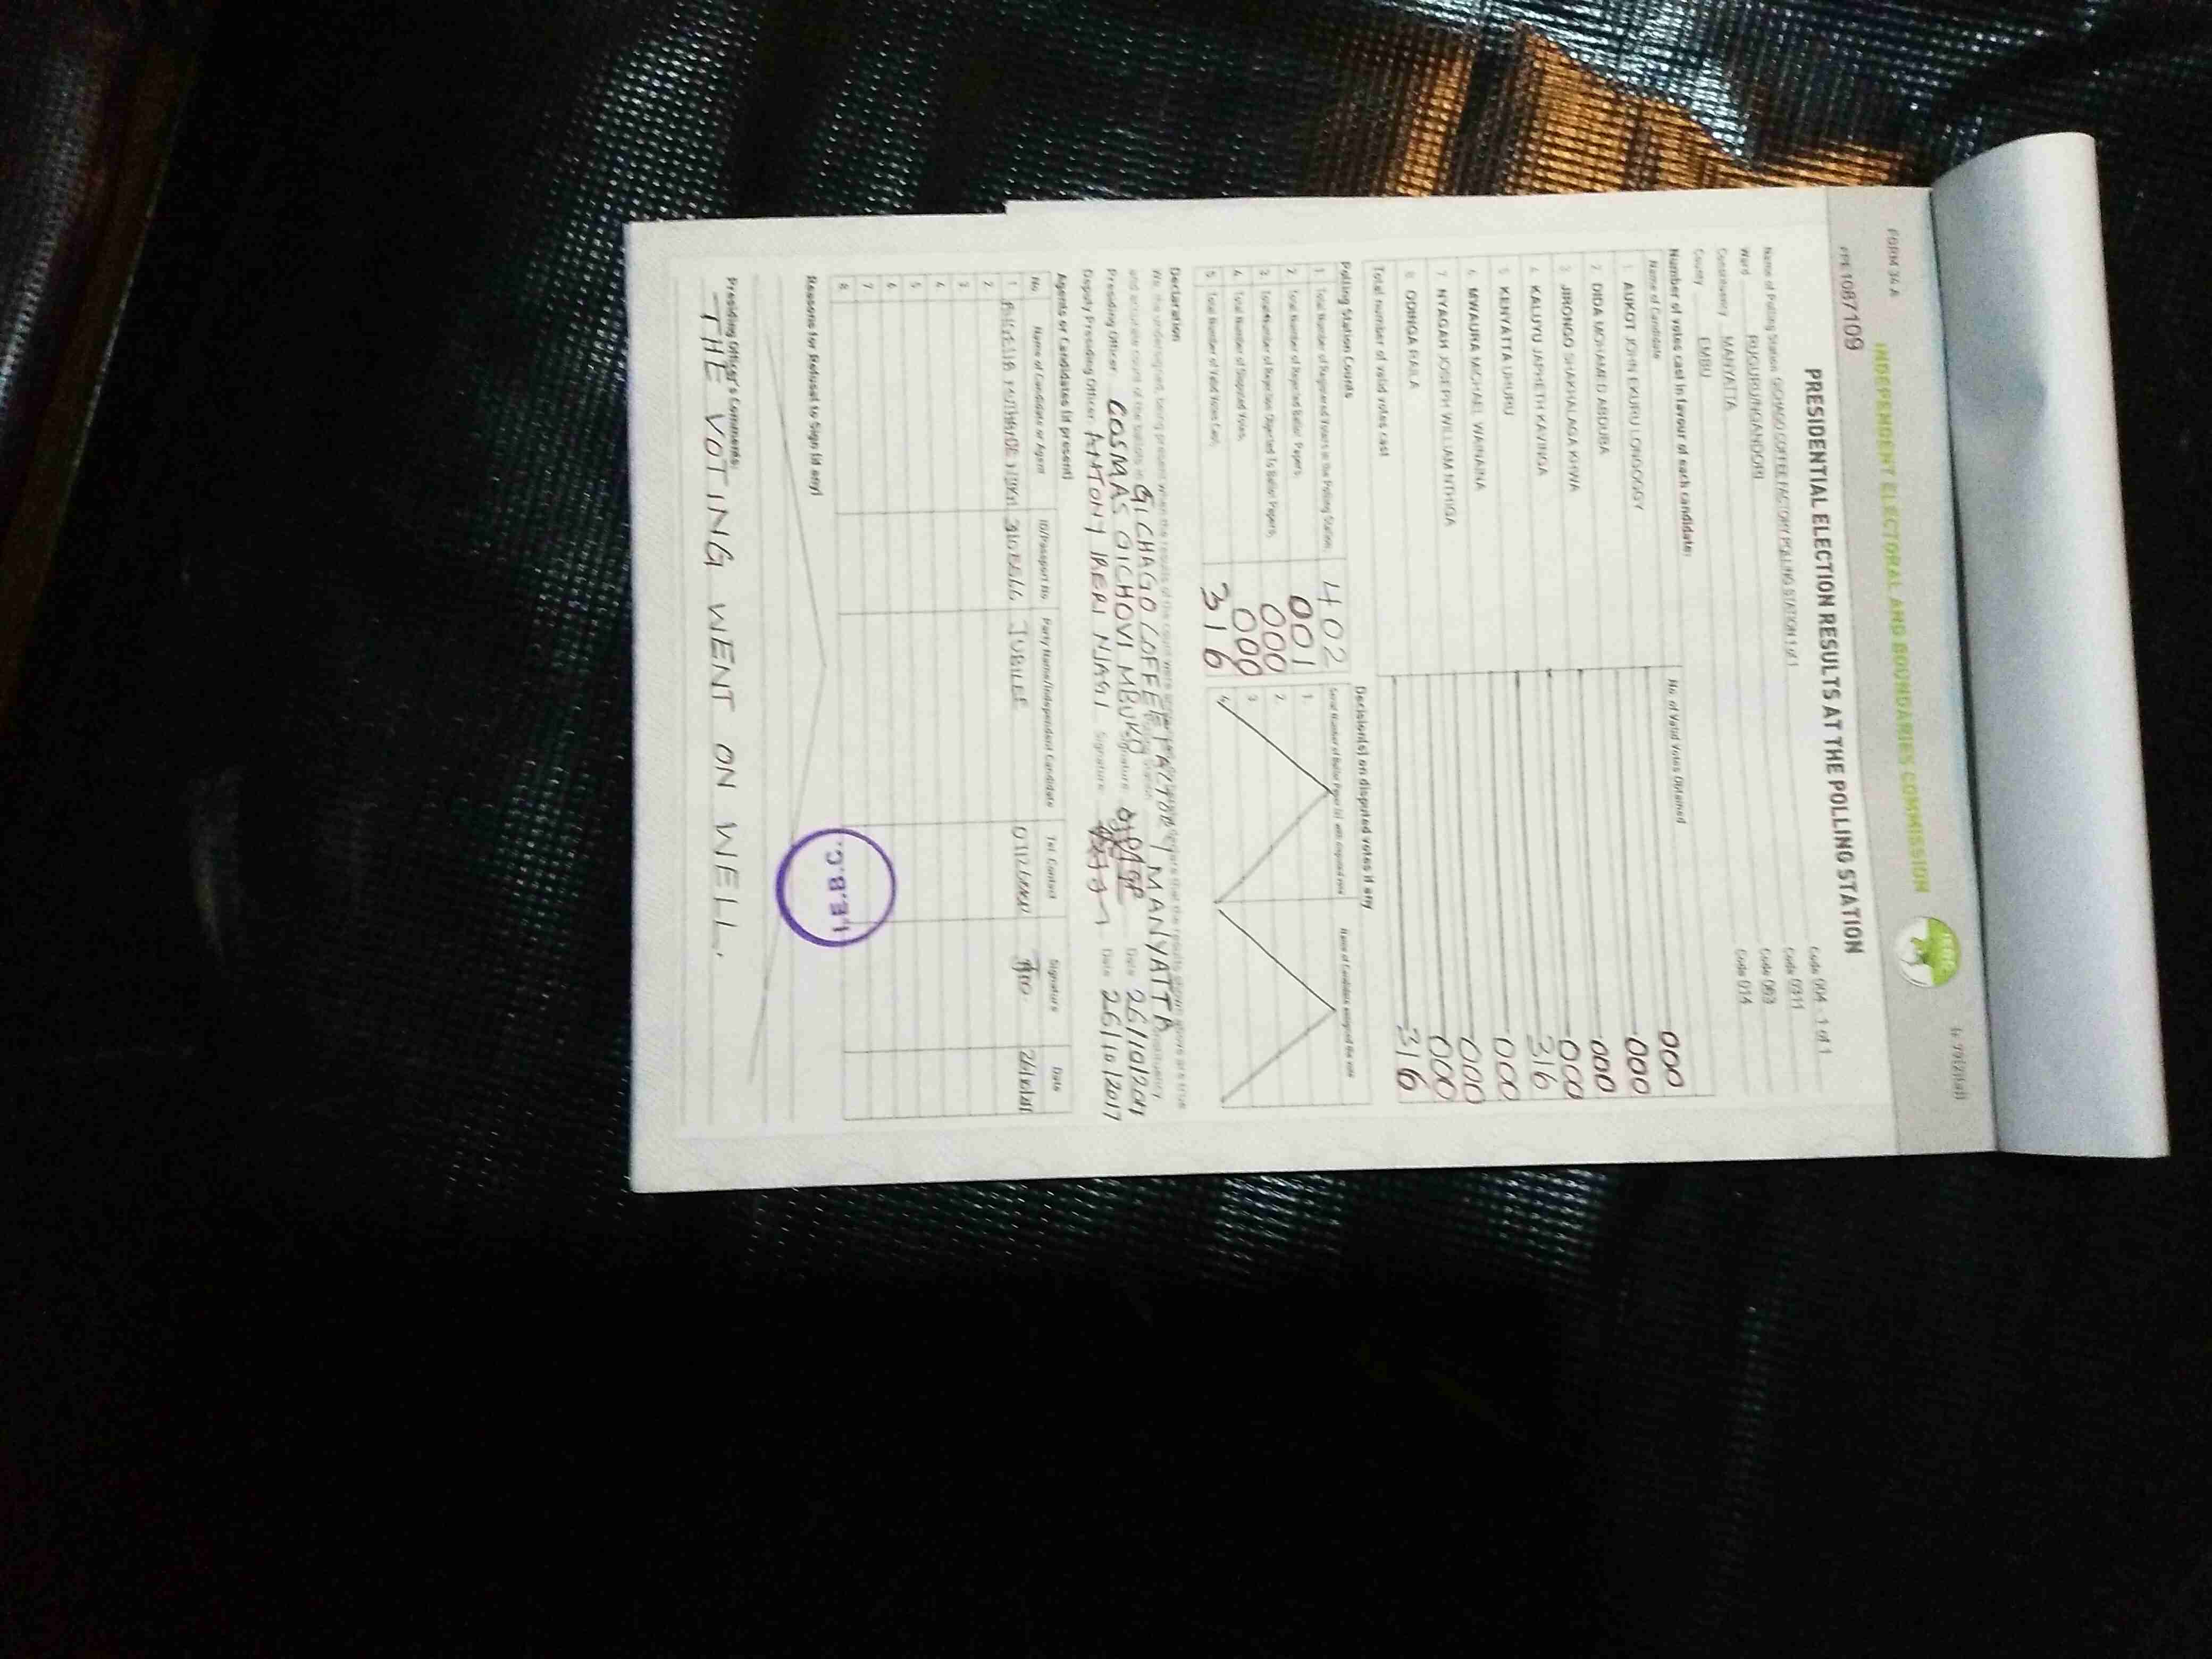 FORM 34 A
r. 79(2)(a)
INDEPENDENT ELECTORAL AND BOUNDARIES COMMISSION
IEBC
PRE 1087109
PRESIDENTIAL ELECTION RESULTS AT THE POLLING STATION
Name of Polling Station GICHAGO COFFEE FACTORY POLLING STATION 1 of 1 Code 004 - 1 of 1
Ward RUGURU/NGANDORI Code 0311
Constituency MANYATTA Code 063
County EMBU Code 014
Number of votes cast in favour of each candidate:
Name of Candidate No. of Valid Votes Obtained
1. AUKOT JOHN EKURU LONGOGGY 000
2. DIDA MOHAMED ABDUBA 000
3. JIRONGO SHAKHALAGA KHWA 000
4. KALUYU JAPHETH KAVINGA 000
5. KENYATTA UHURU 316
6. MWAURA MICHAEL WAINAINA 000
7. NYAGAH JOSEPH WILLIAM NTHIGA 000
8. ODINGA RAILA 000
Total number of valid votes cast 316
Polling Station Counts
1. Total Number of Registered Voters in the Polling Station; 402
2. Total Number of Rejected Ballot Papers; 001
3. Total Number of Rejection Objected To Ballot Papers; 000
4. Total Number of Disputed Votes; 000
5. Total Number of Valid Votes Cast; 316
Decision(s) on disputed votes if any
Serial Number of Ballot Paper (s) with disputed vote Name of Candidate assigned the vote
1.
2.
3.
4.
Declaration
We, the undersigned, being present when the results of the count were announced, do hereby declare that the results shown above are true
and accurate count of the ballots in GICHAGO COFFEE FACTORY Polling Station, MANYATTA Constituency
Presiding Officer COSMAS GICHOVI MBUKO Signature Date 26/10/2017
Deputy Presiding Officer ANTONY IRERI NJAGI Signature Date 26/10/2017
Agents or Candidates (if present)
No. Name of Candidate or Agent ID/Passport No Party Name/Independent Candidate Tel. Contact Signature Date
1. JUBILEE
2.
3.
4.
5.
6.
7.
8.
I.E.B.C.
Reasons for Refusal to Sign (if any)
Presiding Officer's Comments:
THE VOTING WENT ON WELL.